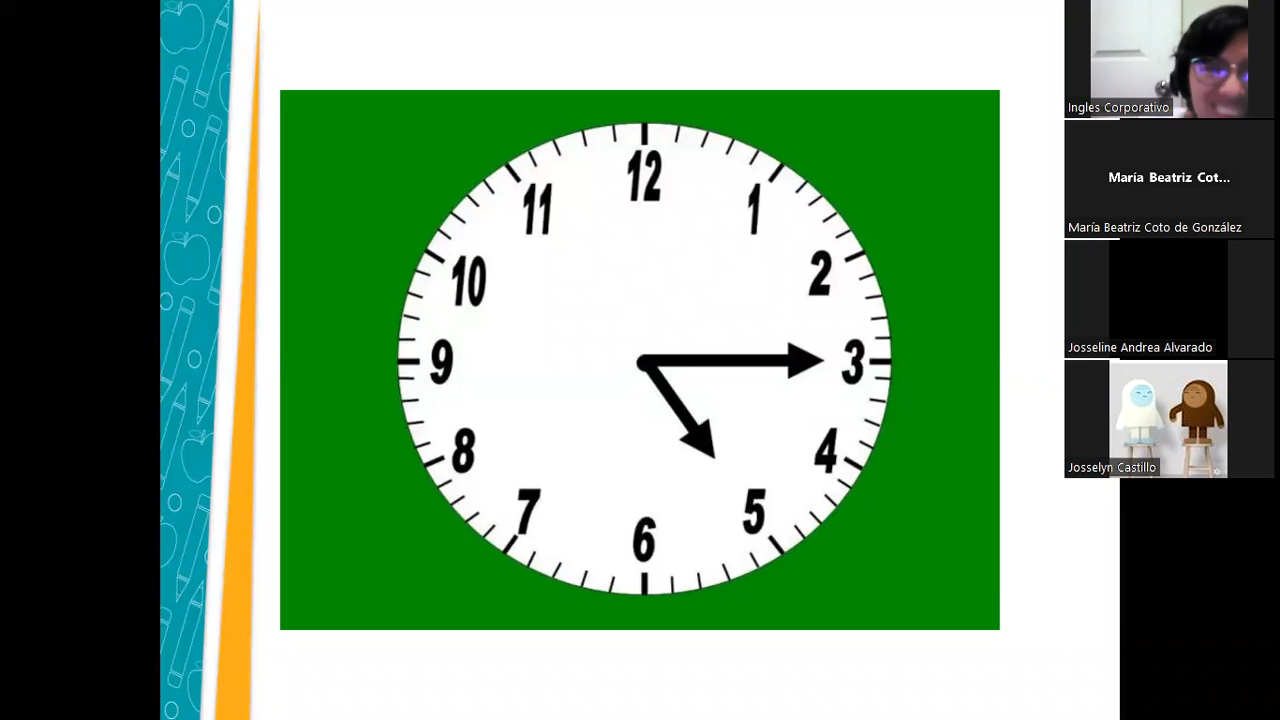 12
11
1
10
2
9
3
8
4
7
5
6
Ingles Corporativo
María Beatriz Cot...
María Beatriz Coto de González
Josseline Andrea Alvarado
Josselyn Castillo